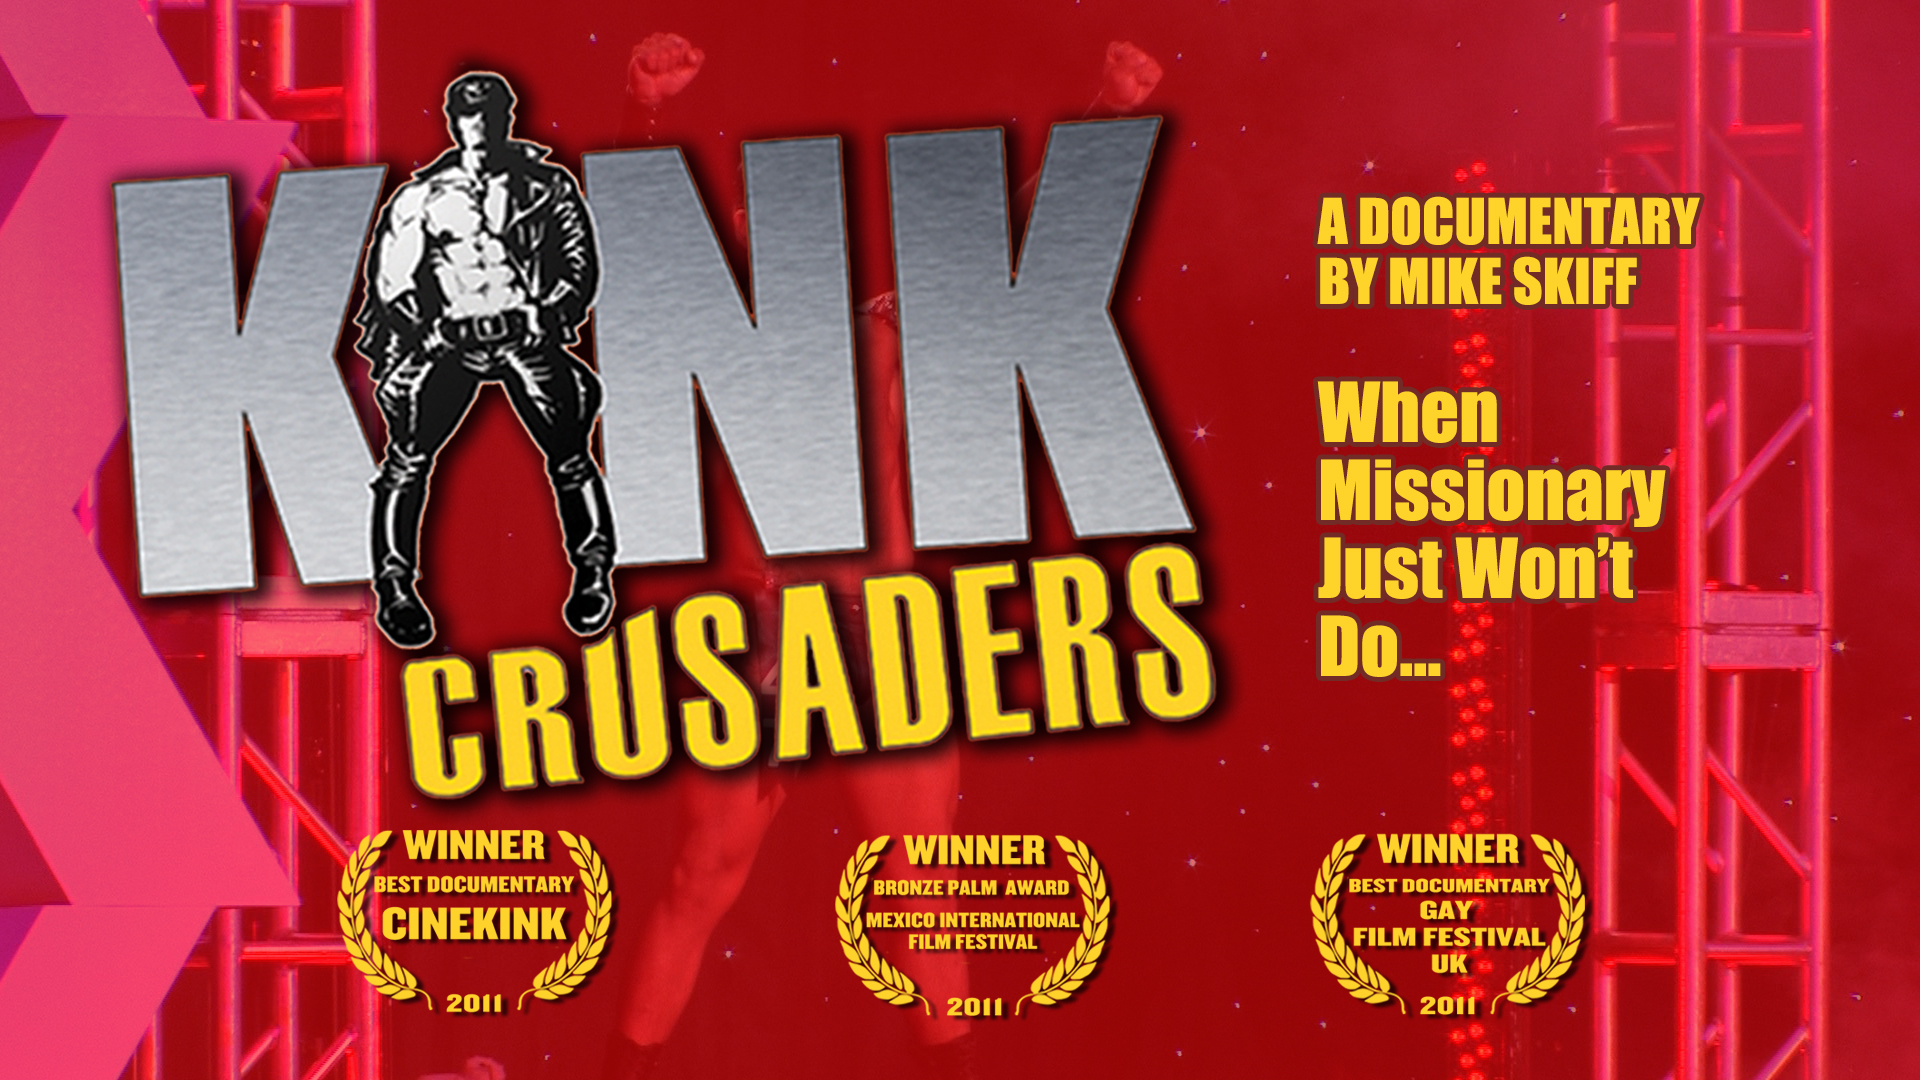 KINK
CRUSADERS
A DOCUMENTARY
BY MIKE SKIFF
When
Missionary
Just Won't
Do...
WINNER
BEST DOCUMENTARY
CINEKINK
2011
WINNER
BRONZE PALM AWARD
MEXICO INTERNATIONAL
FILM FESTIVAL
2011
WINNER
BEST DOCUMENTARY
GAY
FILM FESTIVAL
UK
2011